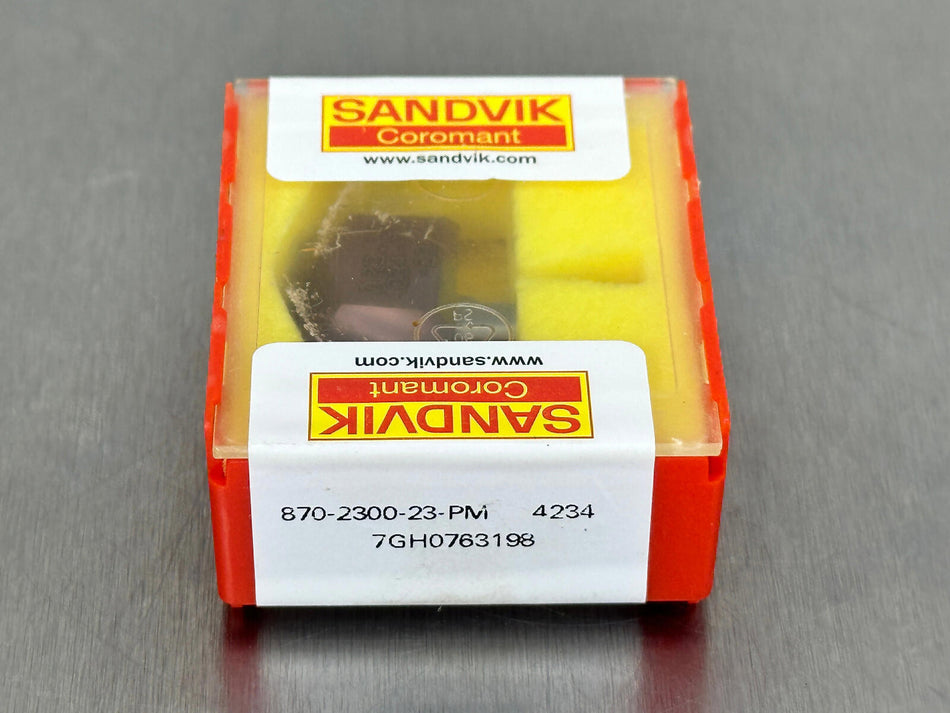 SANDVIK
Coromant
www.sandvik.com
www.sandvik.com
Coromant
SANDVIK
870-2300-23-PM 4234
7GH0763198